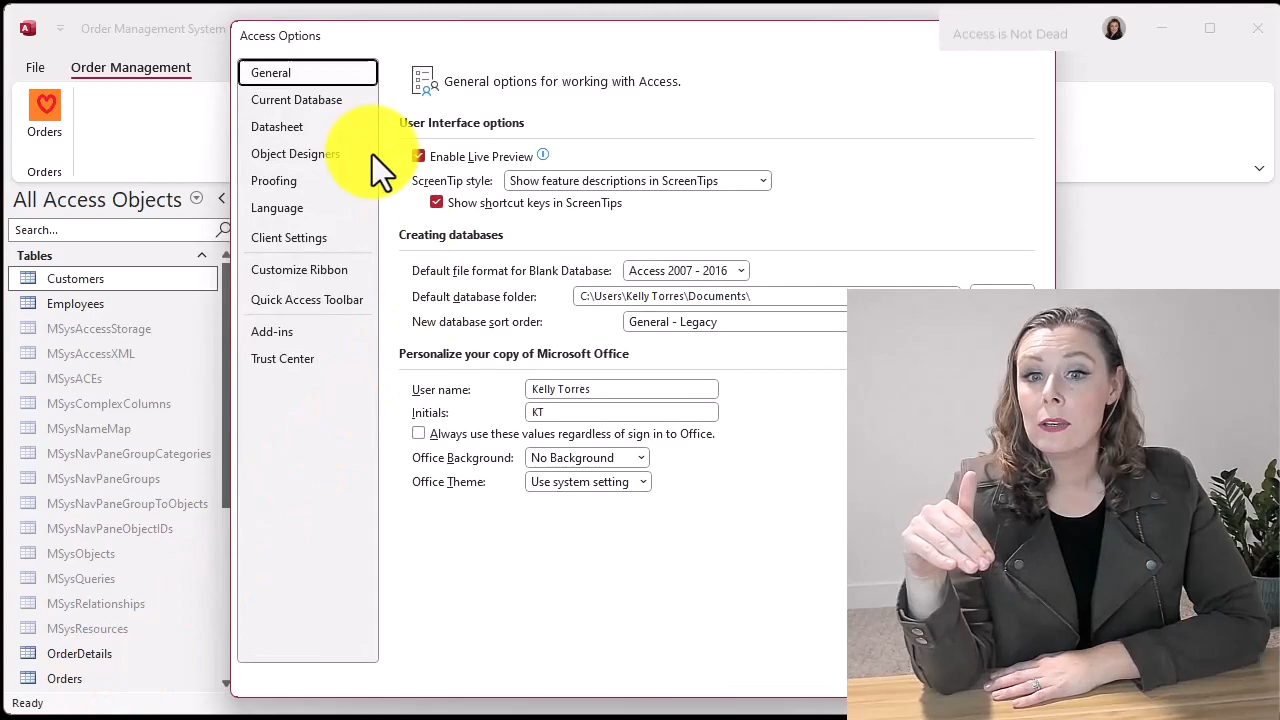 Order Management System
Access Options
Access is Not Dead
File
Order Management
Orders
Orders
All Access Objects
Search...
Tables
Customers
Employees
MSysAccessStorage
MSysAccessXML
MSysACEs
MSysComplexColumns
MSysNameMap
MSysNavPaneGroupCategories
MSysNavPaneGroups
MSysNavPaneGroupToObjects
MSysNavPaneObjectIDs
MSysObjects
MSysQueries
MSysRelationships
MSysResources
OrderDetails
Orders
Ready
General
Current Database
Datasheet
Object Designers
Proofing
Language
Client Settings
Customize Ribbon
Quick Access Toolbar
Add-ins
Trust Center
General options for working with Access.
User Interface options
Enable Live Preview
ScreenTip style: Show feature descriptions in ScreenTips
Show shortcut keys in ScreenTips
Creating databases
Default file format for Blank Database: Access 2007 - 2016
Default database folder: C:\Users\Kelly Torres\Documents\
New database sort order: General - Legacy
Personalize your copy of Microsoft Office
User name: Kelly Torres
Initials: KT
Always use these values regardless of sign in to Office.
Office Background: No Background
Office Theme: Use system setting